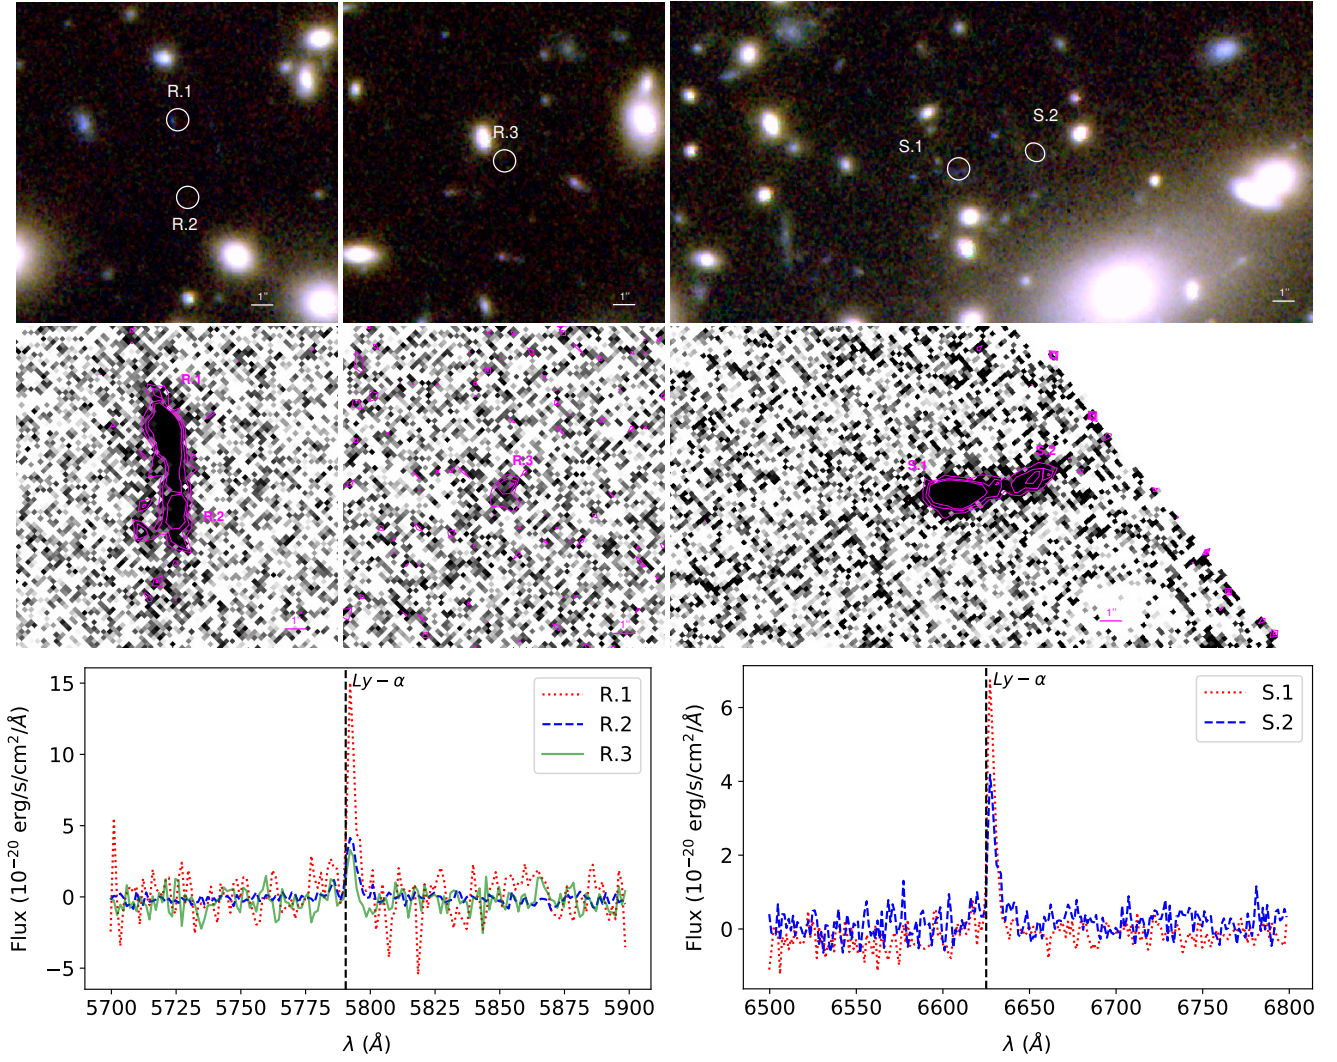 R.1
R.2
1''
R.3
1''
S.1
S.2
1''
R.1
R.2
1''
R.3
1''
S.1
S.2
1''
Ly − α
R.1
R.2
R.3
15
10
5
0
−5
Flux (10⁻²⁰ erg/s/cm²/Å)
5700 5725 5750 5775 5800 5825 5850 5875 5900
λ (Å)
Ly − α
S.1
S.2
6
4
2
0
Flux (10⁻²⁰ erg/s/cm²/Å)
6500 6550 6600 6650 6700 6750 6800
λ (Å)